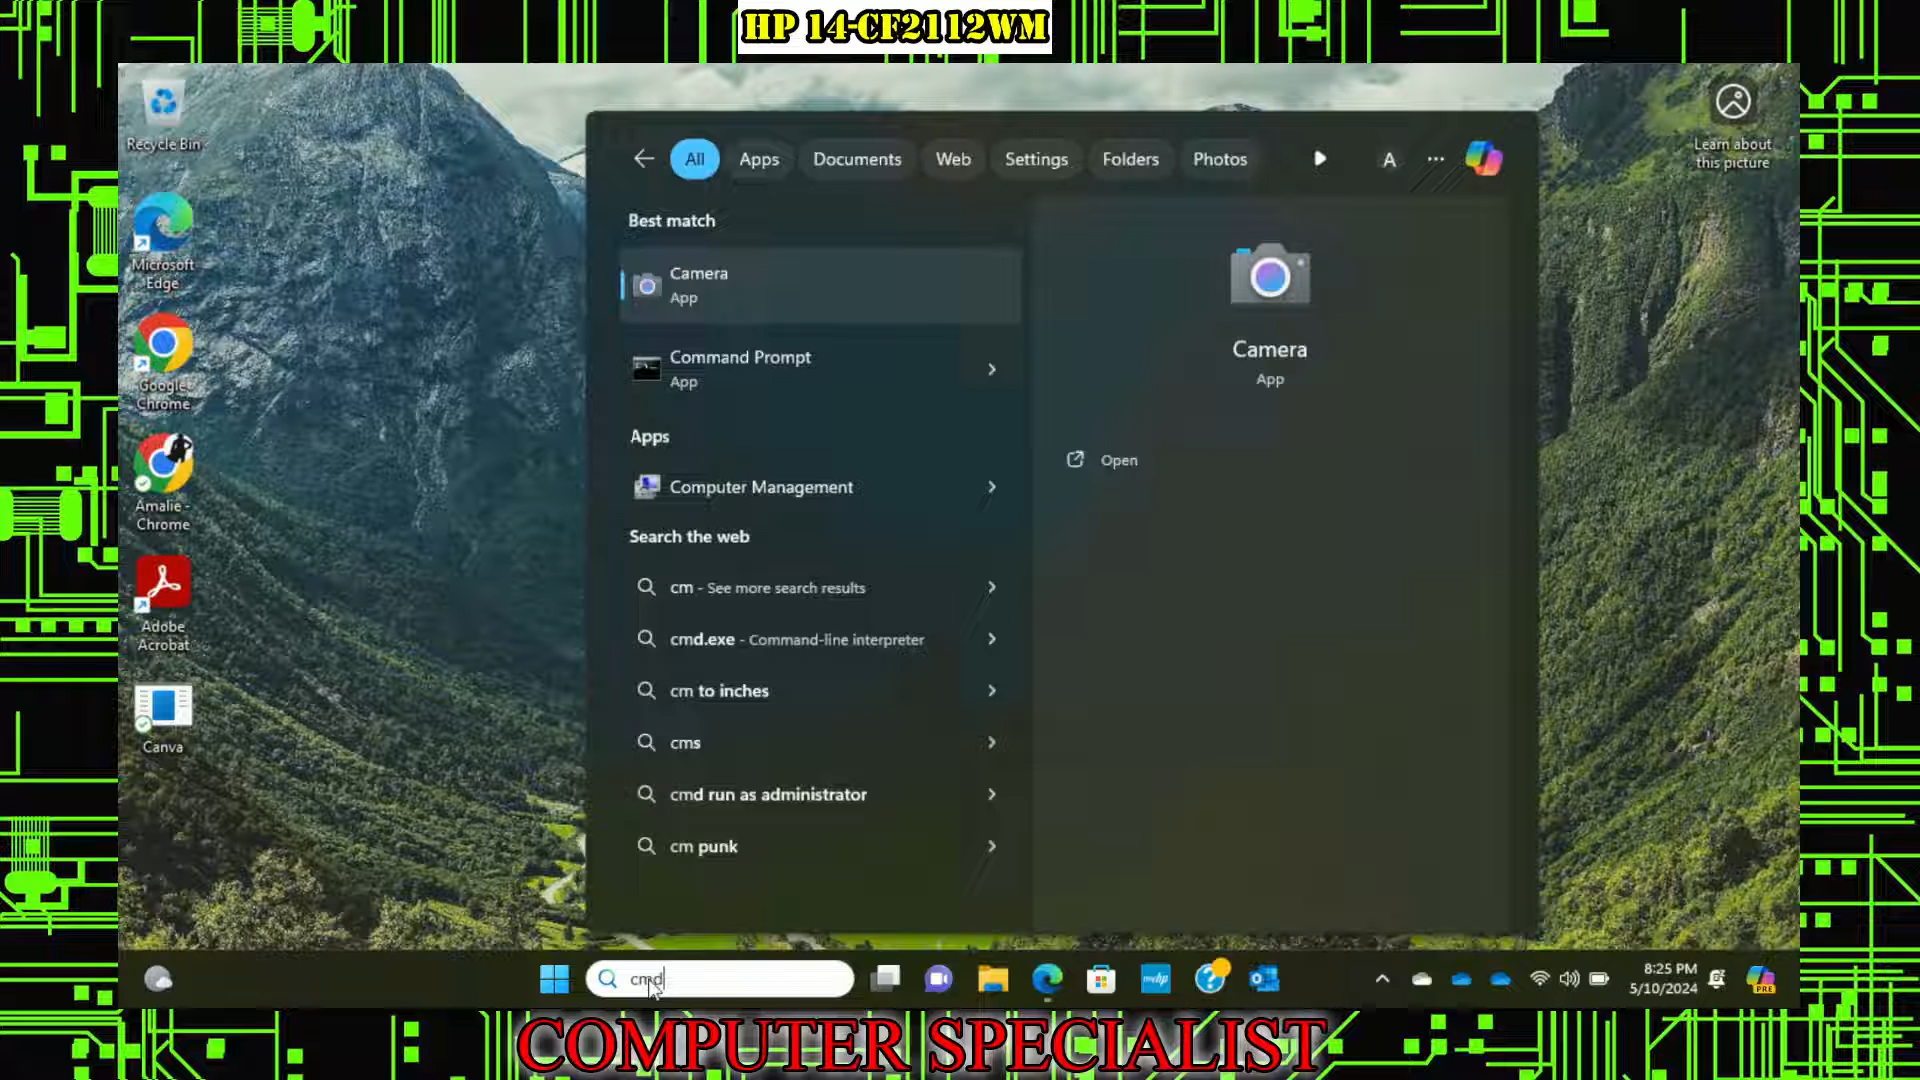 HP 14-CF2112WM
Recycle Bin
Microsoft
Edge
Google
Chrome
Amalie -
Chrome
Adobe
Acrobat
Canva
Learn about
this picture
All
Apps
Documents
Web
Settings
Folders
Photos
A
Best match
Camera
App
Command Prompt
App
Apps
Computer Management
Search the web
cm - See more search results
cmd.exe - Command-line interpreter
cm to inches
cms
cmd run as administrator
cm punk
Camera
App
Open
cmd
myhp
8:25 PM
5/10/2024
PRE
COMPUTER SPECIALIST